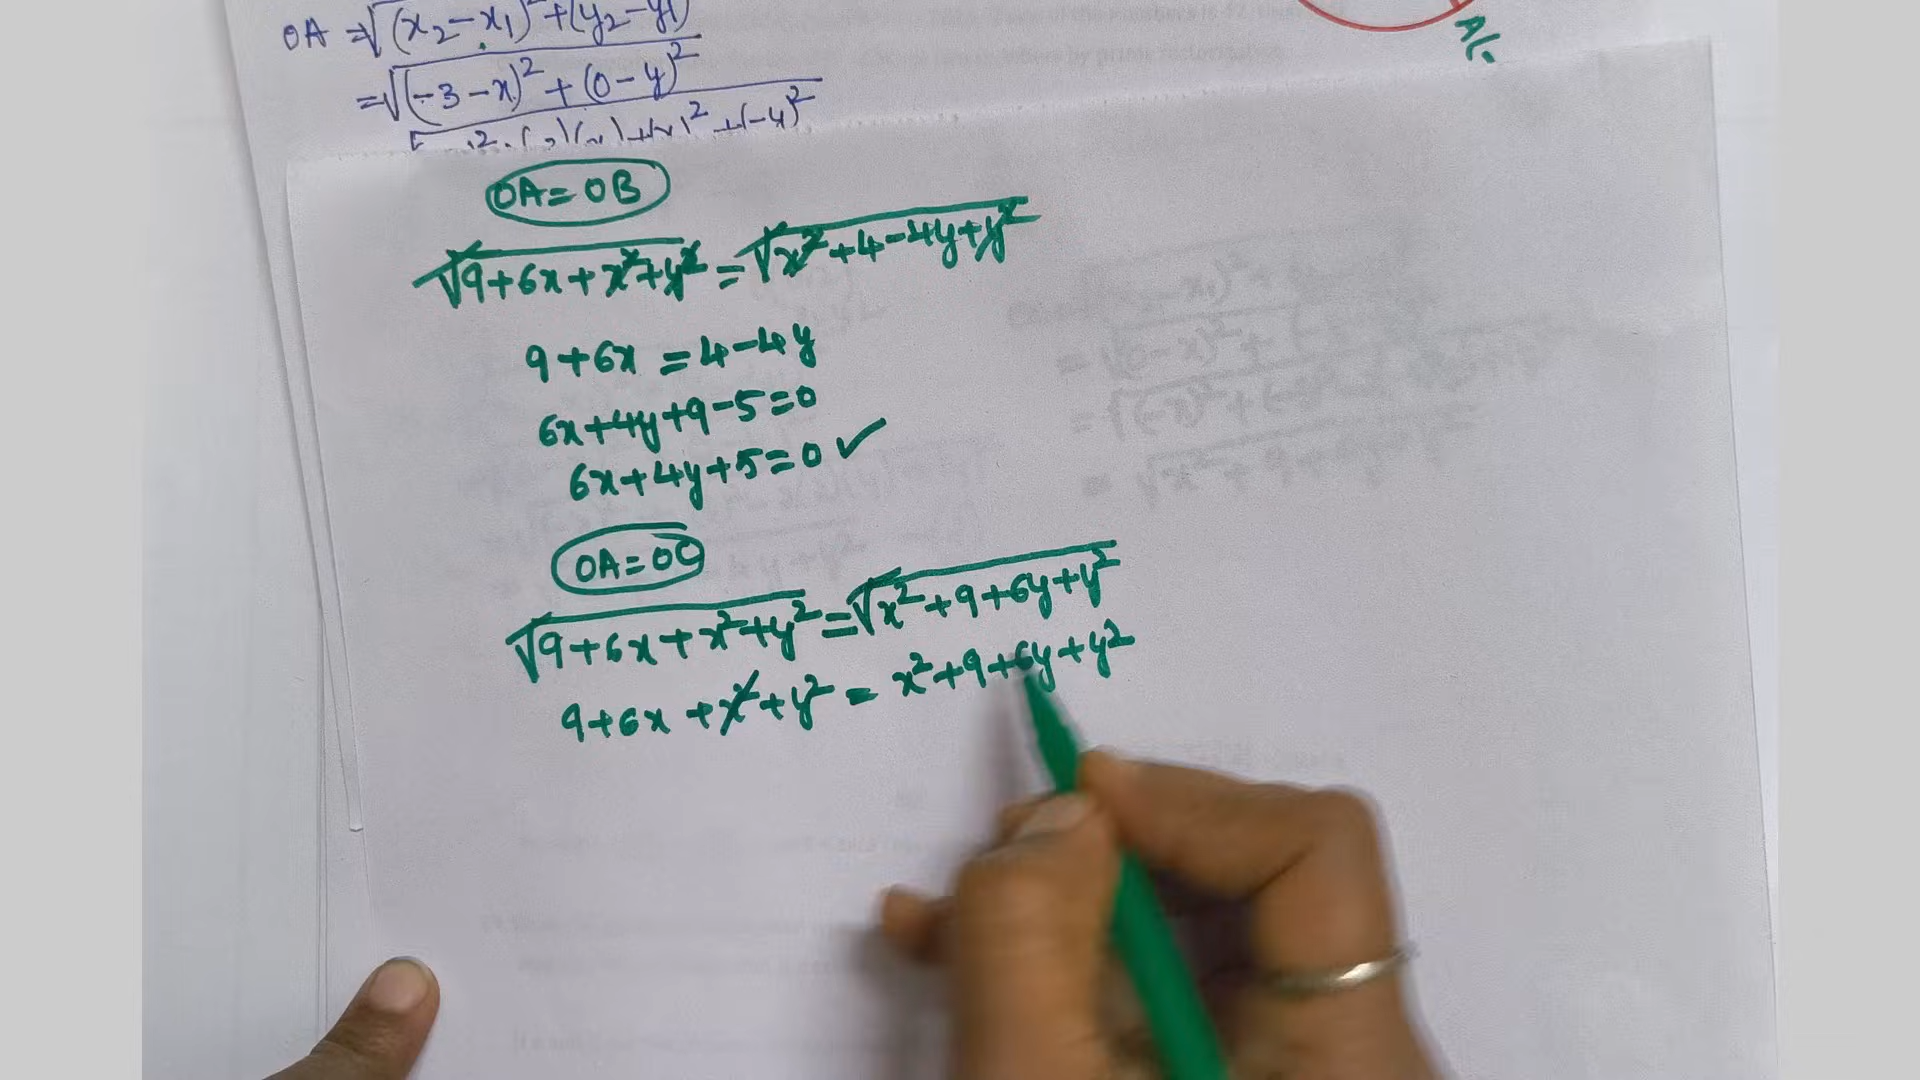 OA = √(x₂-x₁)²+(y₂-y₁)
= √(-3-x)²+(0-y)²
A(-
OA = OB
√9+6x+x²+y² = √x²+4-4y+y²
9+6x = 4-4y
6x+4y+9-5=0
6x+4y+5=0 ✓
OA = OC
√9+6x+x²+y² = √x²+9+6y+y²
9+6x+x²+y² = x²+9+6y+y²